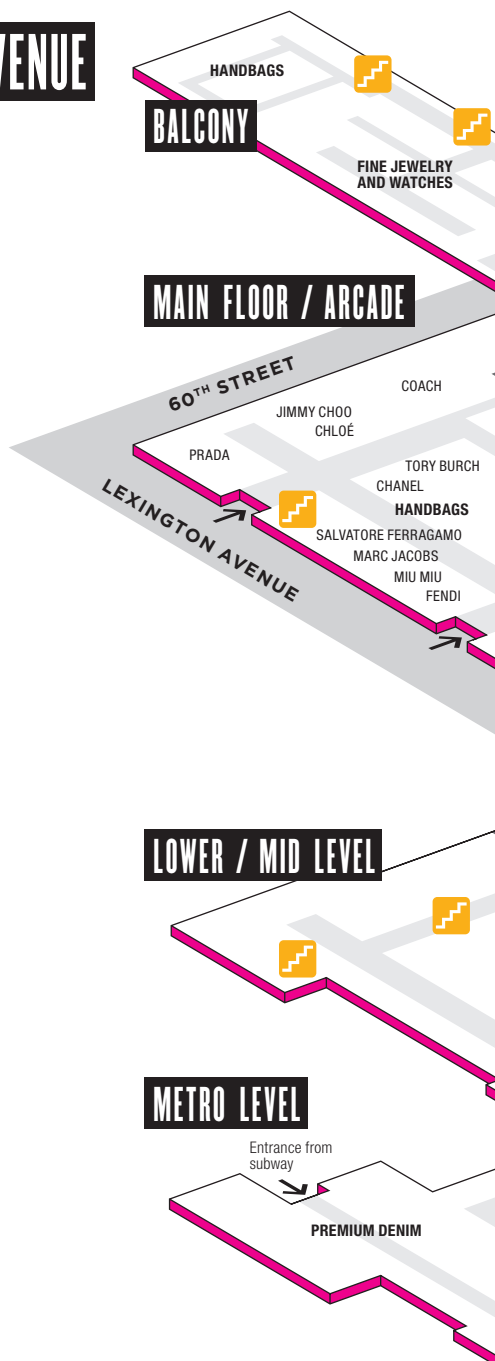 HANDBAGS
BALCONY
FINE JEWELRY
AND WATCHES
MAIN FLOOR / ARCADE
60TH STREET
COACH
JIMMY CHOO
CHLOÉ
PRADA
TORY BURCH
CHANEL
LEXINGTON AVENUE
HANDBAGS
SALVATORE FERRAGAMO
MARC JACOBS
MIU MIU
FENDI
LOWER / MID LEVEL
METRO LEVEL
Entrance from
subway
PREMIUM DENIM